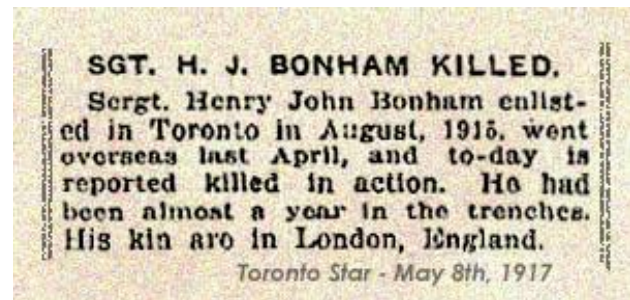 SGT. H. J. BONHAM KILLED.
Sergt. Henry John Bonham enlist-
ed in Toronto in August, 1915, went
overseas last April, and to-day is
reported killed in action. He had
been almost a year in the trenches.
His kin are in London, England.
Toronto Star - May 8th, 1917